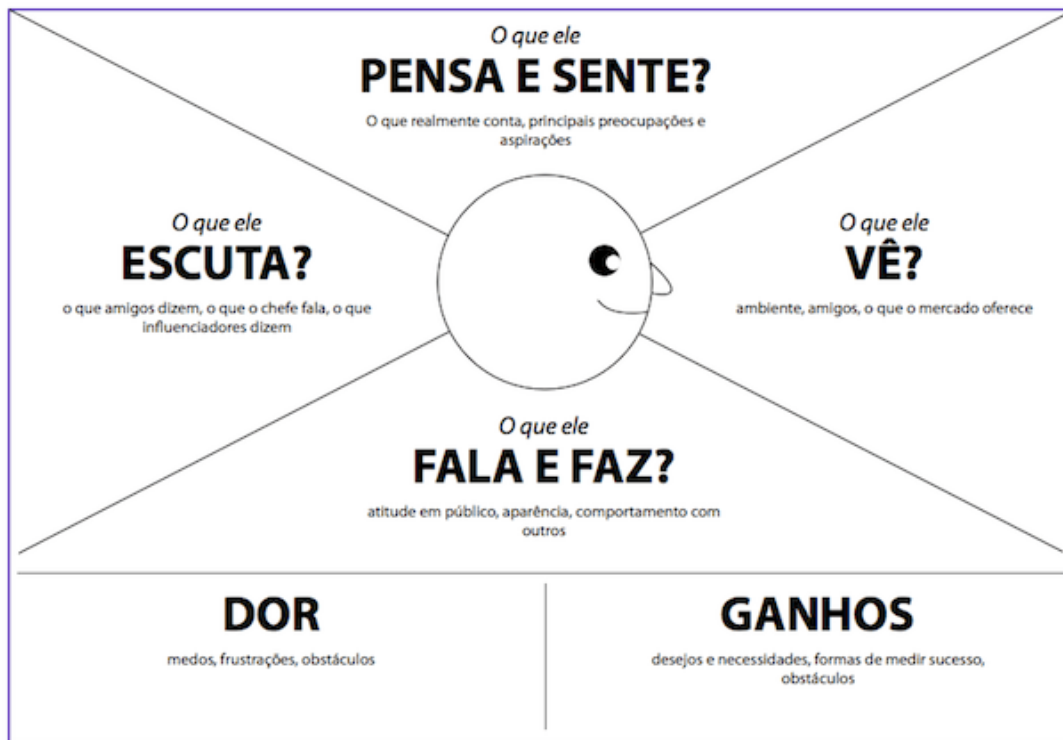 O que ele
PENSA E SENTE?
O que realmente conta, principais preocupações e
aspirações
O que ele
ESCUTA?
o que amigos dizem, o que o chefe fala, o que
influenciadores dizem
O que ele
VÊ?
ambiente, amigos, o que o mercado oferece
O que ele
FALA E FAZ?
atitude em público, aparência, comportamento com
outros
DOR
medos, frustrações, obstáculos
GANHOS
desejos e necessidades, formas de medir sucesso,
obstáculos